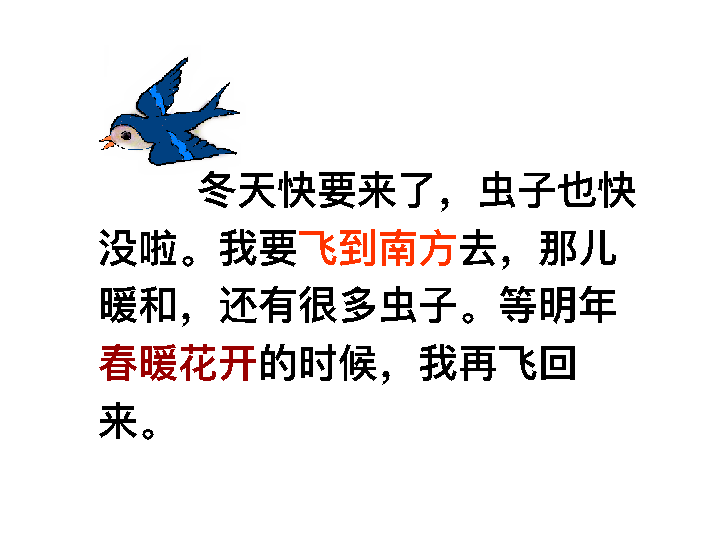 冬天快要来了，虫子也快
没啦。我要飞到南方去，那儿
暖和，还有很多虫子。等明年
春暖花开的时候，我再飞回
来。